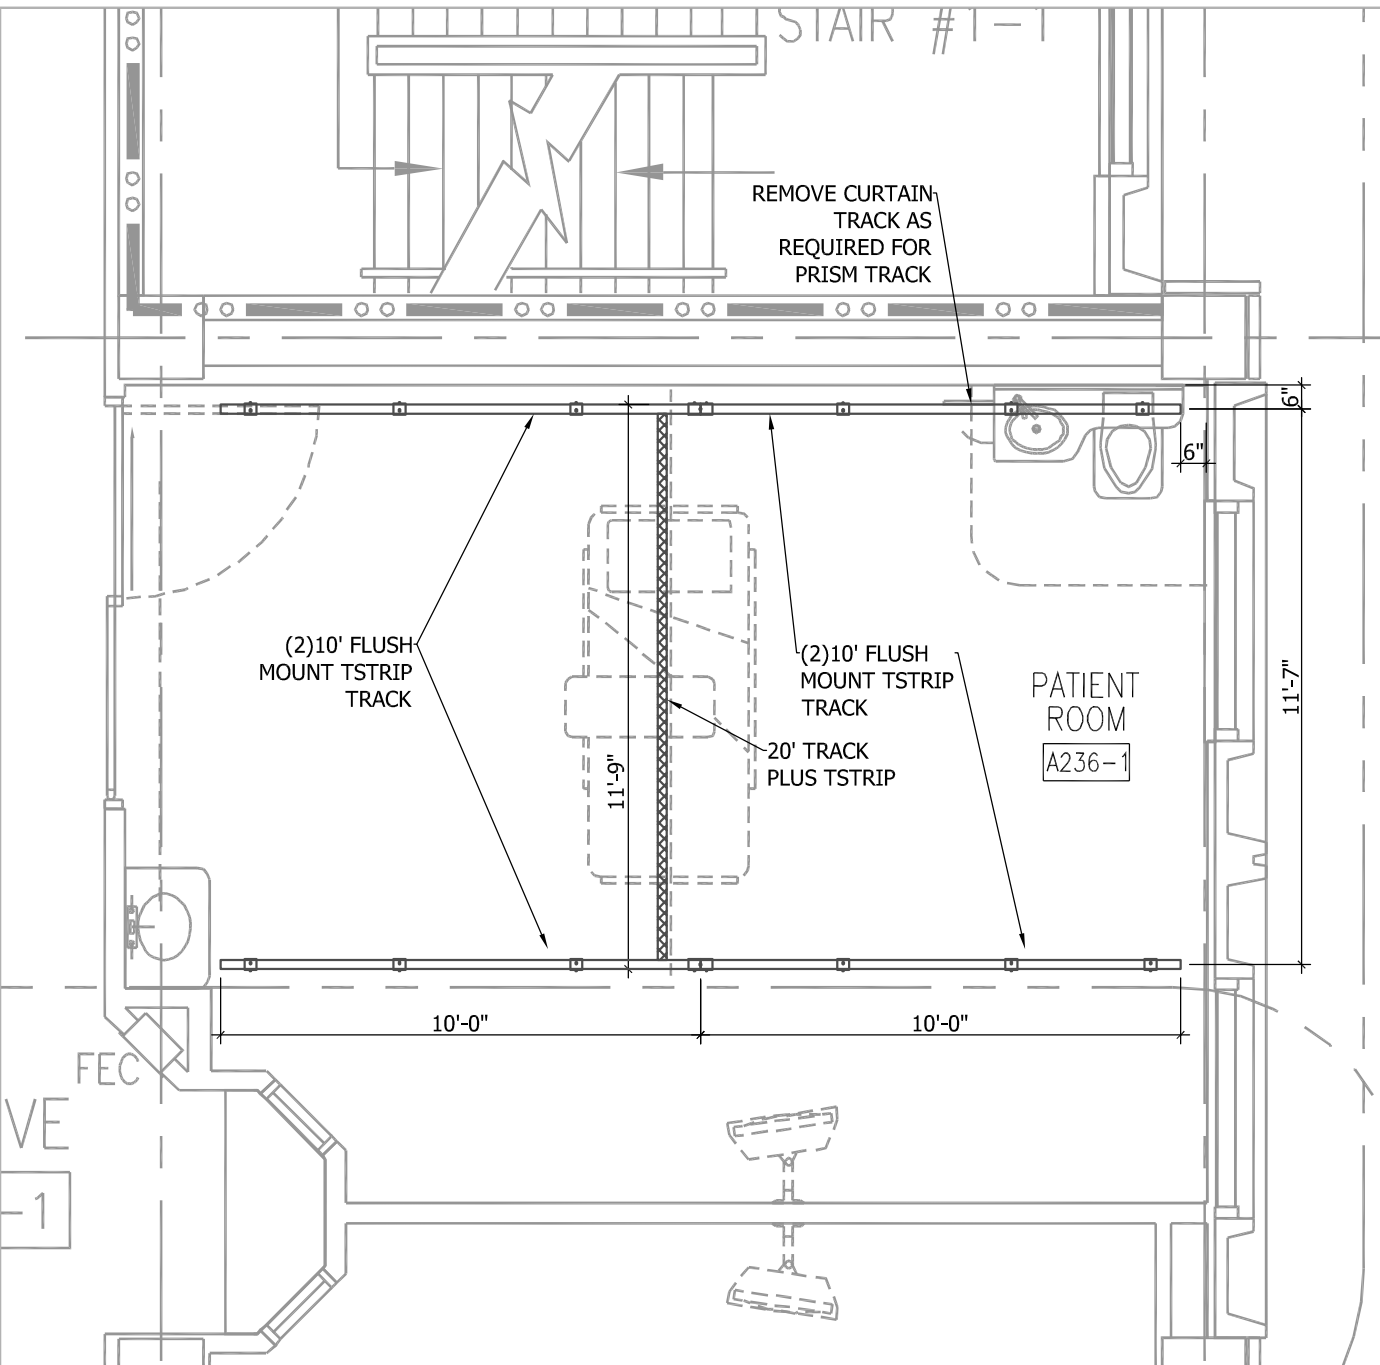 STAIR #1-1
REMOVE CURTAIN
TRACK AS
REQUIRED FOR
PRISM TRACK
6"
6"
(2)10' FLUSH
MOUNT TSTRIP
TRACK
(2)10' FLUSH
MOUNT TSTRIP
TRACK
PATIENT
ROOM
A236-1
11'-7"
20' TRACK
PLUS TSTRIP
11'-9"
10'-0"
10'-0"
FEC
VE
-1